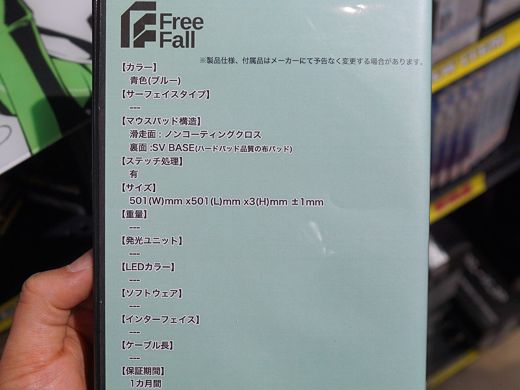 Free
Fall
※製品仕様、付属品はメーカーにて予告なく変更する場合があります。
【カラー】
青色(ブルー)
【サーフェイスタイプ】
---
【マウスパッド構造】
滑走面 : ノンコーティングクロス
裏面 :SV BASE(ハードパッド品質の布パッド)
【ステッチ処理】
有
【サイズ】
501(W)mm x501(L)mm x3(H)mm ±1mm
【重量】
---
【発光ユニット】
---
【LEDカラー】
---
【ソフトウェア】
---
【インターフェイス】
---
【ケーブル長】
---
【保証期間】
1カ月間